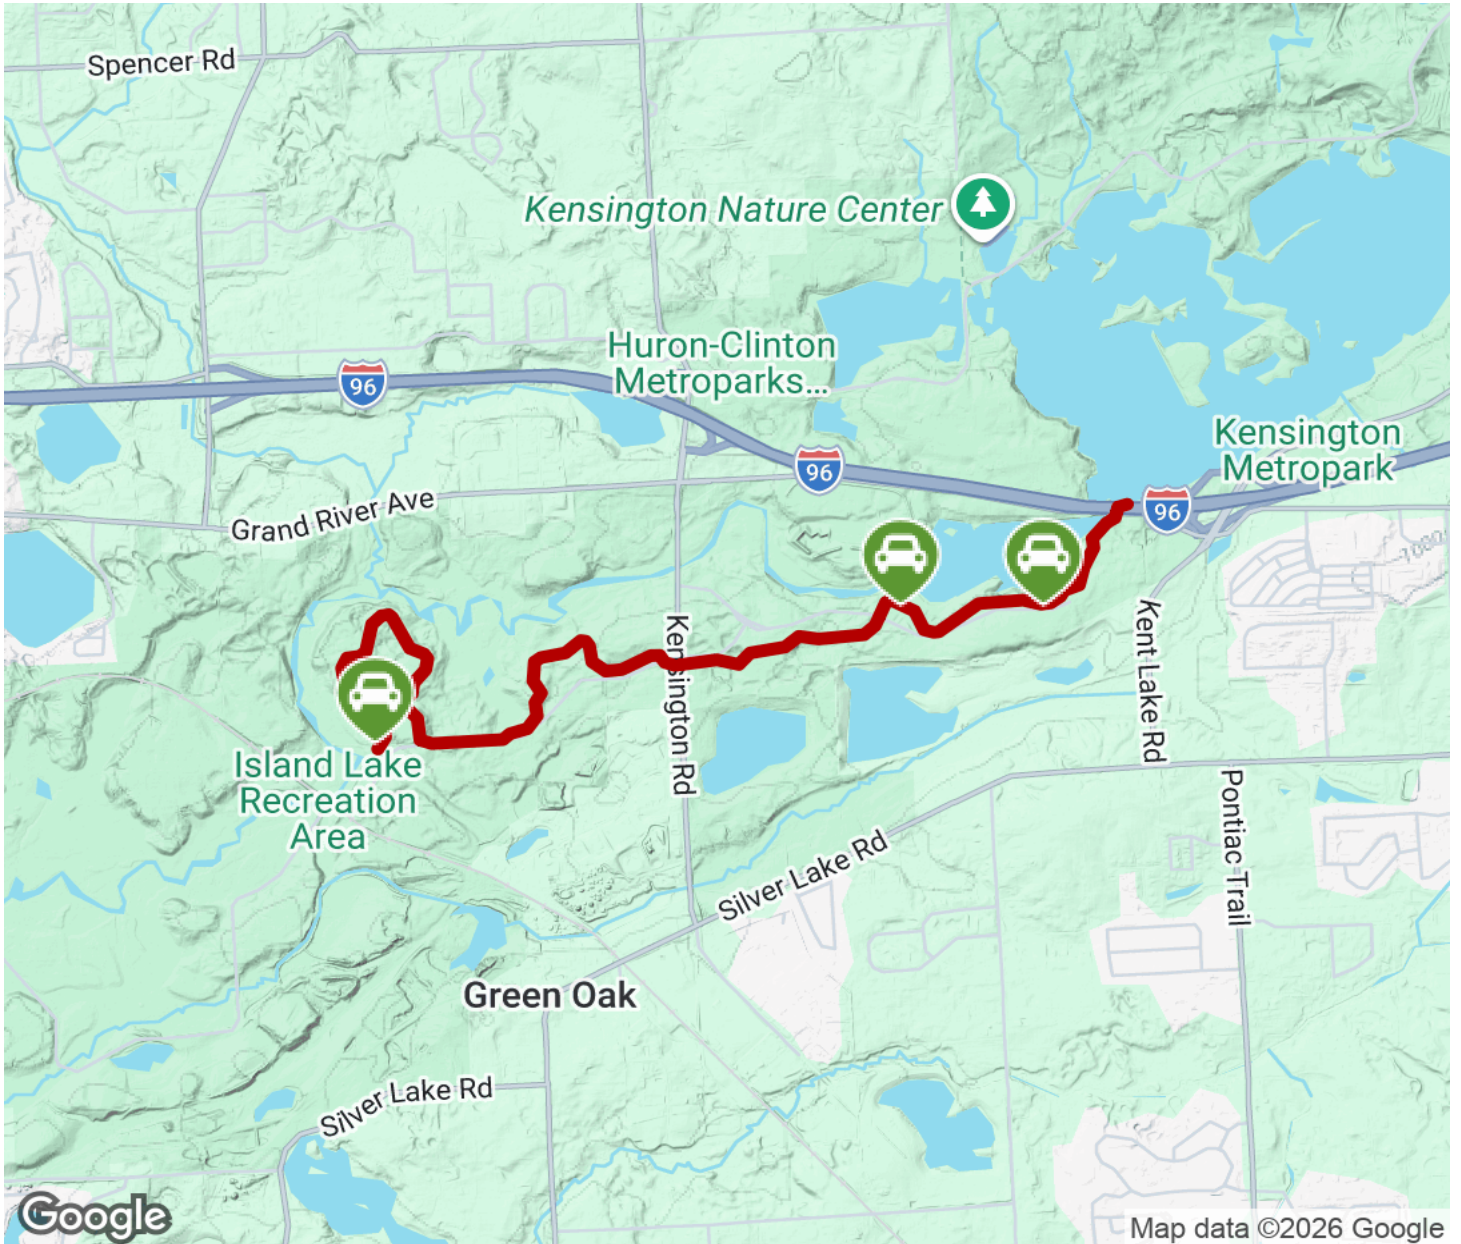 Spencer Rd
Kensington Nature Center
Huron-Clinton
Metroparks...
96
96
Kensington
Metropark
96
Grand River Ave
Kensington Rd
Kent Lake Rd
Island Lake
Recreation
Area
Pontiac Trail
Silver Lake Rd
Green Oak
Silver Lake Rd
Google
Map data ©2026 Google